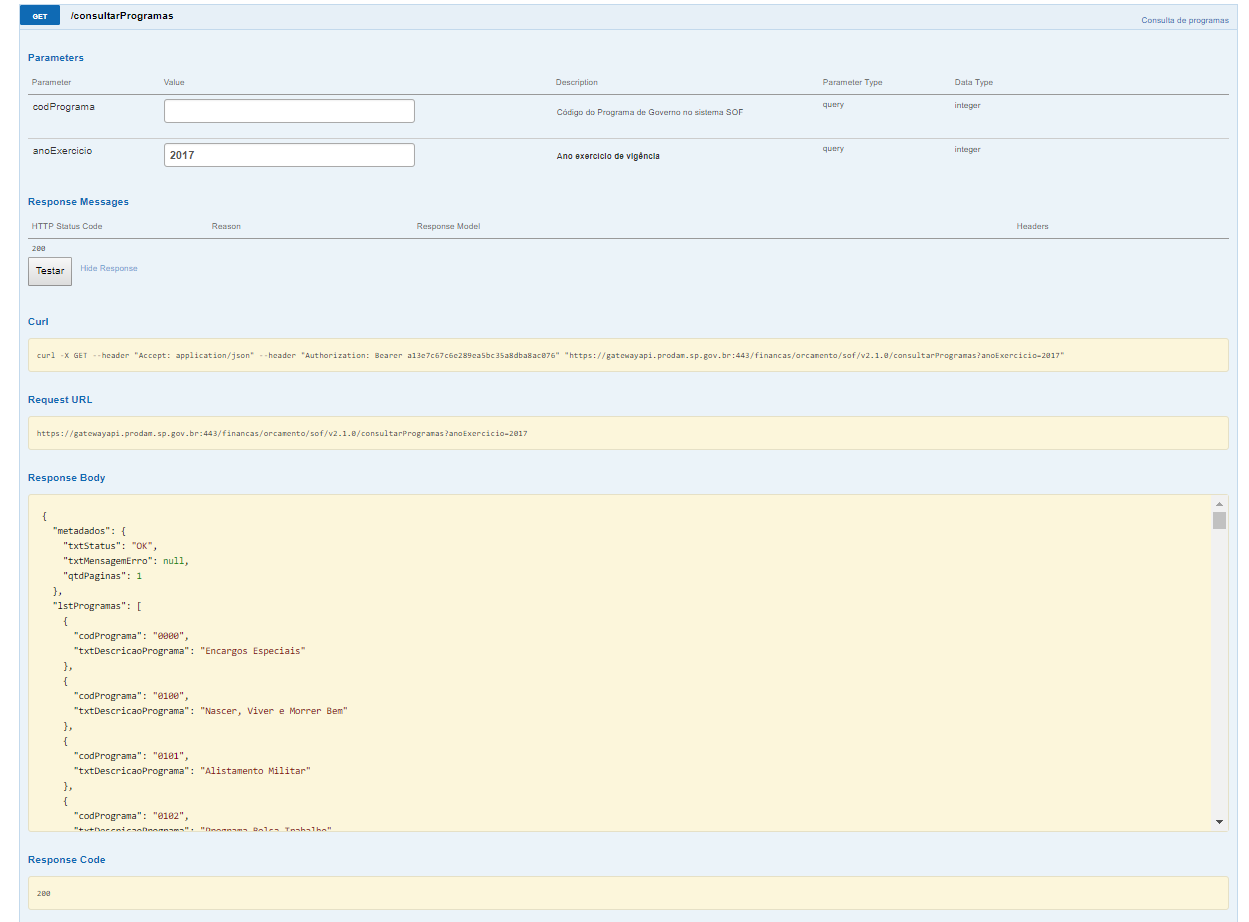 GET /consultarProgramas
Consulta de programas
Parameters
Parameter Value Description Parameter Type Data Type
codPrograma Código do Programa de Governo no sistema SOF query integer
anoExercicio 2017 Ano exercício de vigência query integer
Response Messages
HTTP Status Code Reason Response Model Headers
200
Testar Hide Response
Curl
curl -X GET --header "Accept: application/json" --header "Authorization: Bearer a13e7c67c6e289ea5bc35a8dba8ac076" "https://gatewayapi.prodam.sp.gov.br:443/financas/orcamento/sof/v2.1.0/consultarProgramas?anoExercicio=2017"
Request URL
https://gatewayapi.prodam.sp.gov.br:443/financas/orcamento/sof/v2.1.0/consultarProgramas?anoExercicio=2017
Response Body
{
"metadados": {
"txtStatus": "OK",
"txtMensagemErro": null,
"qtdPaginas": 1
},
"lstProgramas": [
{
"codPrograma": "0000",
"txtDescricaoPrograma": "Encargos Especiais"
},
{
"codPrograma": "0100",
"txtDescricaoPrograma": "Nascer, Viver e Morrer Bem"
},
{
"codPrograma": "0101",
"txtDescricaoPrograma": "Alistamento Militar"
},
{
"codPrograma": "0102",
"txtDescricaoPrograma": "Programa Bolsa Trabalho"
Response Code
200